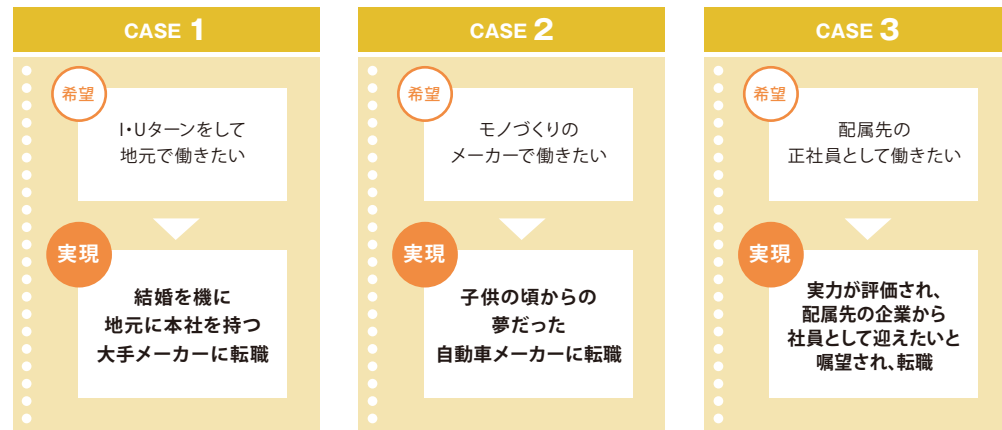 CASE 1
希望
I・Uターンをして
地元で働きたい
実現
結婚を機に
地元に本社を持つ
大手メーカーに転職
CASE 2
希望
モノづくりの
メーカーで働きたい
実現
子供の頃からの
夢だった
自動車メーカーに転職
CASE 3
希望
配属先の
正社員として働きたい
実現
実力が評価され、
配属先の企業から
社員として迎えたいと
嘱望され、転職